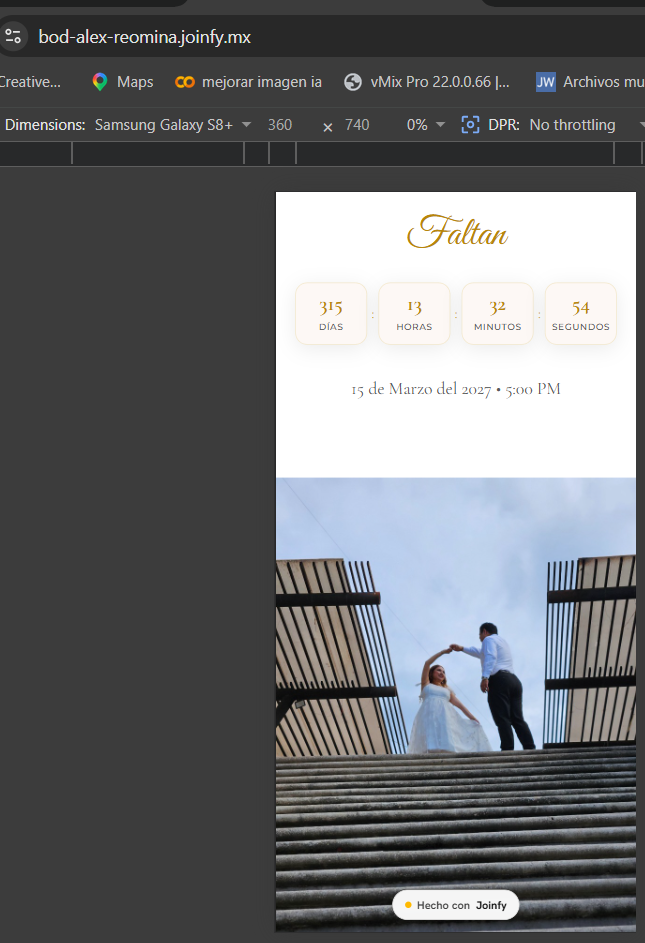 bod-alex-reomina.joinfy.mx
Creative... Maps mejorar imagen ia vMix Pro 22.0.0.66 |... JW Archivos mu
Dimensions: Samsung Galaxy S8+ 360 × 740 0% DPR: No throttling
Faltan
315 : 13 : 32 : 54
DÍAS HORAS MINUTOS SEGUNDOS
15 de Marzo del 2027 • 5:00 PM
Hecho con Joinfy